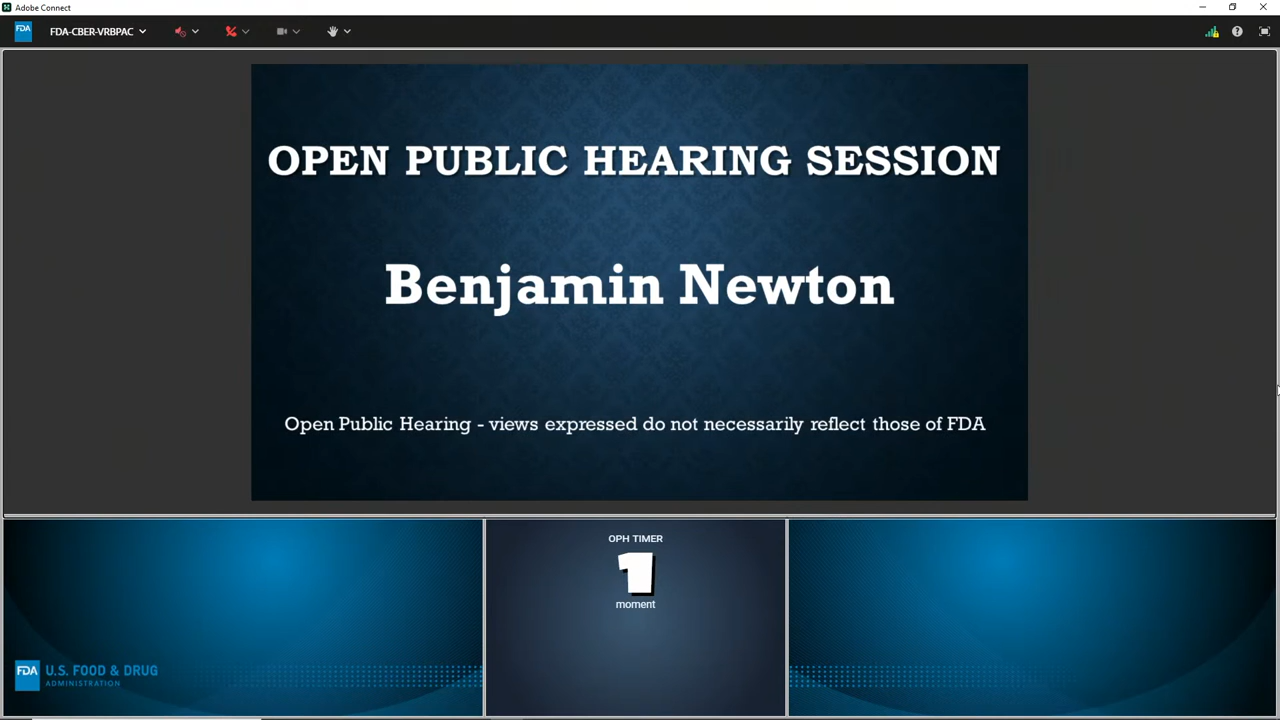 Adobe Connect
FDA
FDA-CBER-VRBPAC
OPEN PUBLIC HEARING SESSION
Benjamin Newton
Open Public Hearing - views expressed do not necessarily reflect those of FDA
OPH TIMER
1
moment
FDA
U.S. FOOD & DRUG
ADMINISTRATION